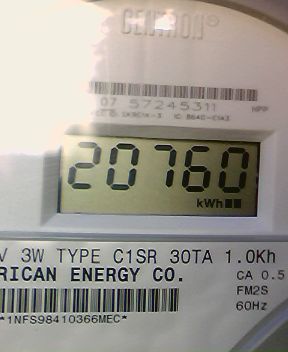 CENTRON®
07 57245311 HPP
20760
kWh
V 3W TYPE C1SR 30TA 1.0Kh
RICAN ENERGY CO.
CA 0.5
FM2S
60Hz
*1NFS98410366MEC*